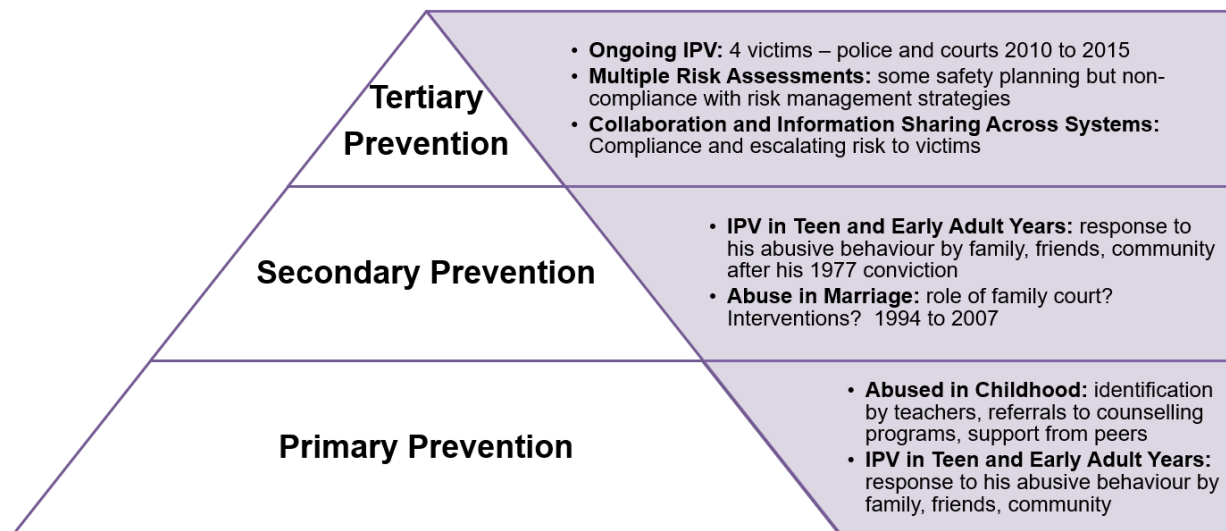 Tertiary
Prevention
• Ongoing IPV: 4 victims – police and courts 2010 to 2015
• Multiple Risk Assessments: some safety planning but non-
compliance with risk management strategies
• Collaboration and Information Sharing Across Systems:
Compliance and escalating risk to victims
Secondary Prevention
• IPV in Teen and Early Adult Years: response to
his abusive behaviour by family, friends, community
after his 1977 conviction
• Abuse in Marriage: role of family court?
Interventions?  1994 to 2007
Primary Prevention
• Abused in Childhood: identification
by teachers, referrals to counselling
programs, support from peers
• IPV in Teen and Early Adult Years:
response to his abusive behaviour by
family, friends, community